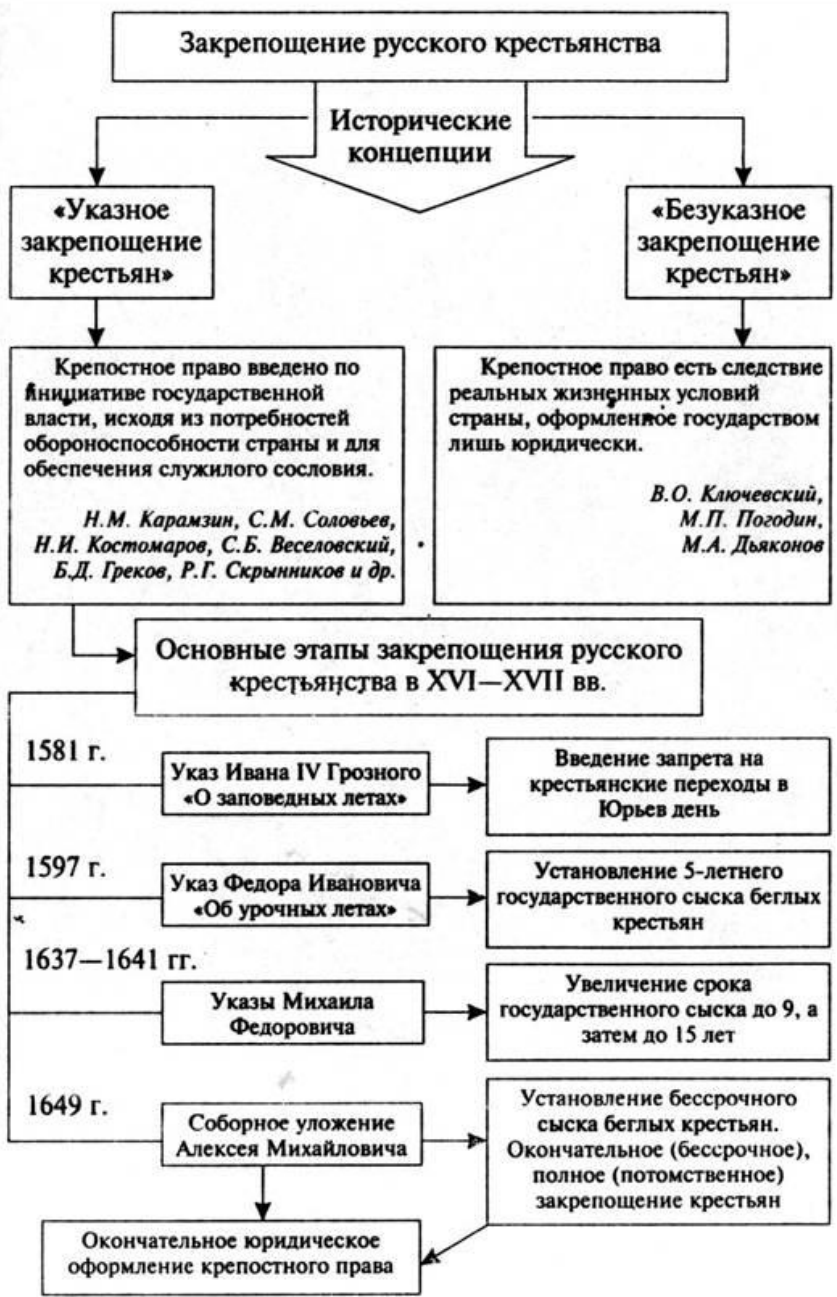 Закрепощение русского крестьянства
Исторические
концепции
«Указное
закрепощение
крестьян»
«Безуказное
закрепощение
крестьян»
Крепостное право введено по
инициативе государственной
власти, исходя из потребностей
обороноспособности страны и для
обеспечения служилого сословия.
Н.М. Карамзин, С.М. Соловьев,
Н.И. Костомаров, С.Б. Веселовский,
Б.Д. Греков, Р.Г. Скрынников и др.
Крепостное право есть следствие
реальных жизненных условий
страны, оформленное государством
лишь юридически.
В.О. Ключевский,
М.П. Погодин,
М.А. Дьяконов
Основные этапы закрепощения русского
крестьянства в XVI—XVII вв.
1581 г.
Указ Ивана IV Грозного
«О заповедных летах»
Введение запрета на
крестьянские переходы в
Юрьев день
1597 г.
Указ Федора Ивановича
«Об урочных летах»
Установление 5-летнего
государственного сыска беглых
крестьян
1637—1641 гг.
Указы Михаила
Федоровича
Увеличение срока
государственного сыска до 9, а
затем до 15 лет
1649 г.
Соборное уложение
Алексея Михайловича
Установление бессрочного
сыска беглых крестьян.
Окончательное (бессрочное),
полное (потомственное)
закрепощение крестьян
Окончательное юридическое
оформление крепостного права